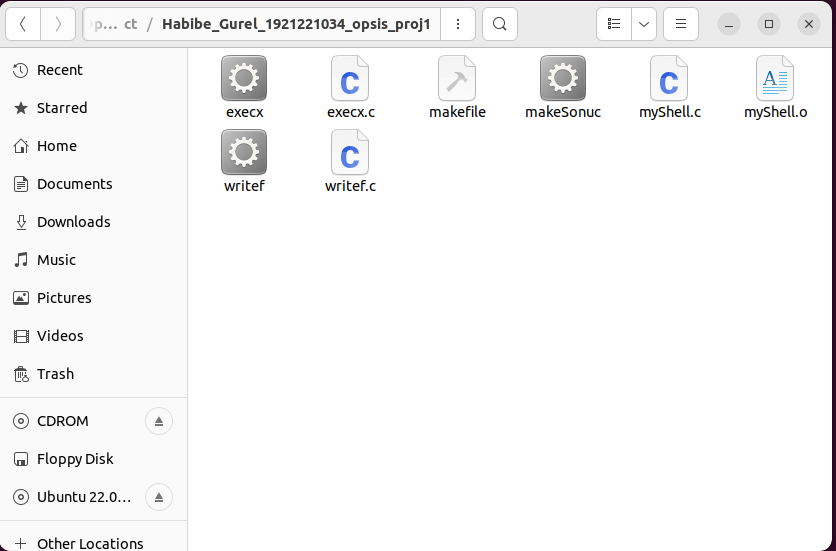 p… ct / Habibe_Gurel_1921221034_opsis_proj1
Recent
Starred
Home
Documents
Downloads
Music
Pictures
Videos
Trash
CDROM
Floppy Disk
Ubuntu 22.0…
Other Locations
execx
execx.c
makefile
makeSonuc
myShell.c
myShell.o
writef
writef.c